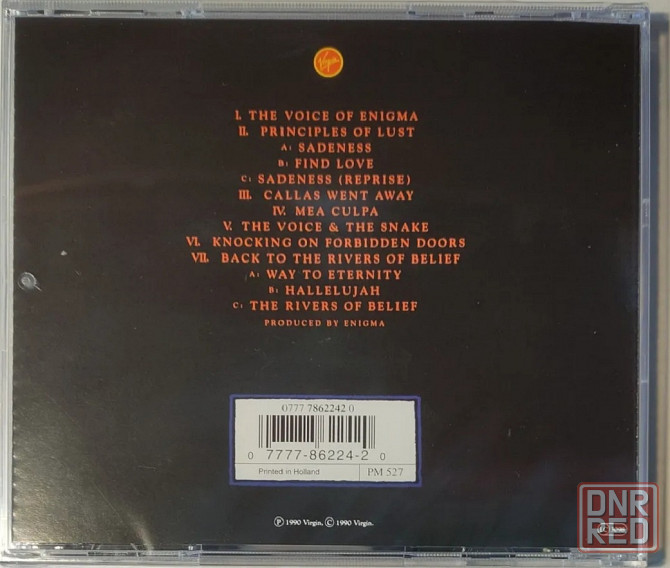 Virgin
I. THE VOICE OF ENIGMA
II. PRINCIPLES OF LUST
A: SADENESS
B: FIND LOVE
C: SADENESS (REPRISE)
III. CALLAS WENT AWAY
IV. MEA CULPA
V. THE VOICE & THE SNAKE
VI. KNOCKING ON FORBIDDEN DOORS
VII. BACK TO THE RIVERS OF BELIEF
A: WAY TO ETERNITY
B: HALLELUJAH
C: THE RIVERS OF BELIEF
PRODUCED BY ENIGMA
0777 7862242 0
0 7777-86224-2 0
Printed in Holland PM 527
℗ 1990 Virgin. © 1990 Virgin.
DNR
RED